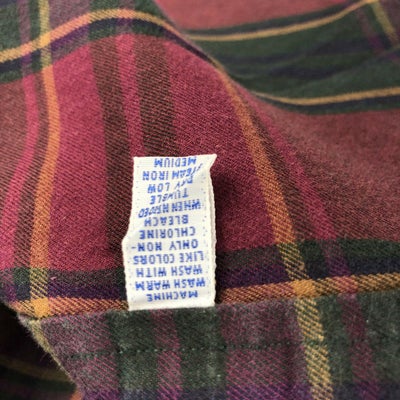 MACHINE
WASH WARM
WASH WITH
LIKE COLORS
ONLY NON-
CHLORINE
BLEACH
WHEN NEEDED
TUMBLE
DRY LOW
STEAM IRON
MEDIUM